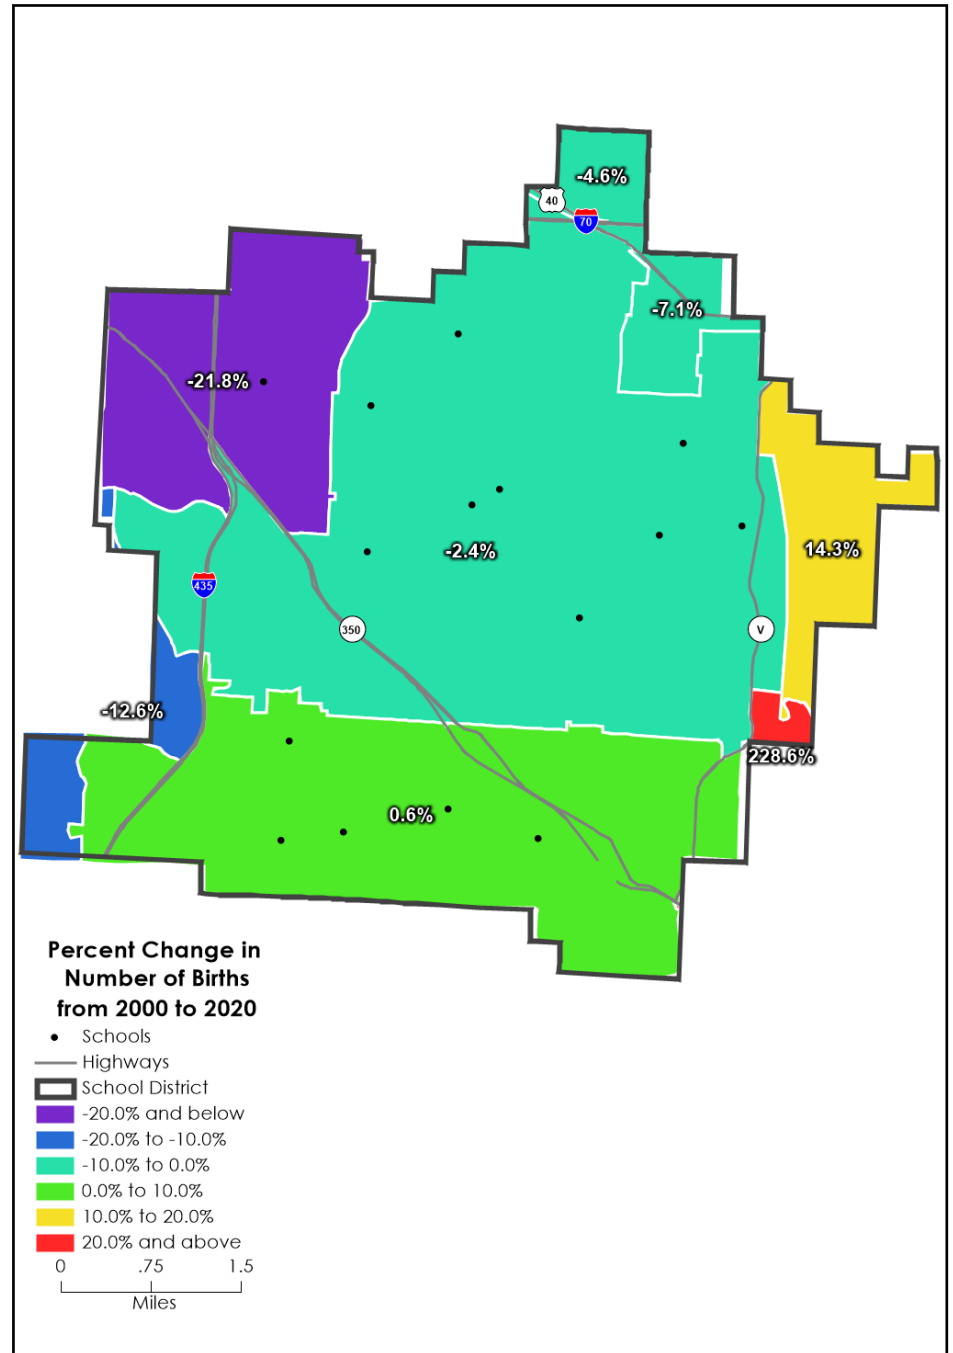 -4.6%
40
70
-7.1%
-21.8%
-2.4%
14.3%
435
350
V
-12.6%
228.6%
0.6%
Percent Change in
Number of Births
from 2000 to 2020
Schools
Highways
School District
-20.0% and below
-20.0% to -10.0%
-10.0% to 0.0%
0.0% to 10.0%
10.0% to 20.0%
20.0% and above
0 .75 1.5
Miles